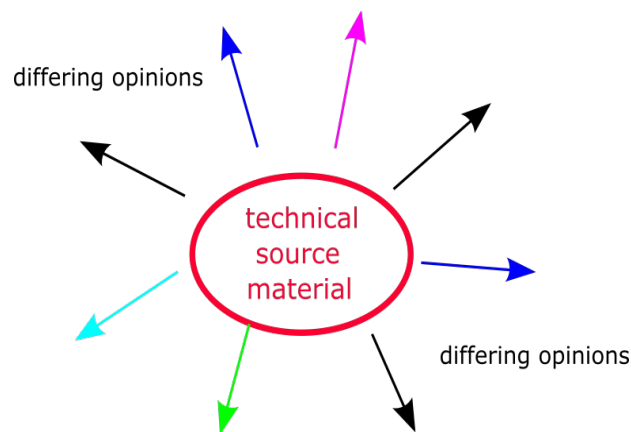 differing opinions
technical
source
material
differing opinions